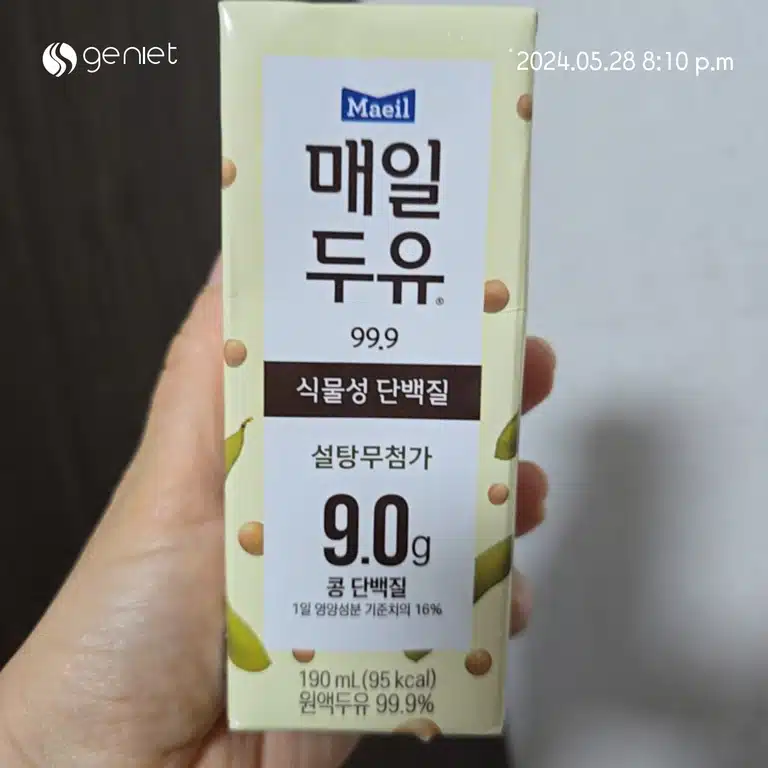 geniet
2024.05.28 8:10 p.m
Maeil
매일
두유®
99.9
식물성 단백질
설탕무첨가
9.0g
콩 단백질
1일 영양성분 기준치의 16%
190 mL(95 kcal)
원액두유 99.9%